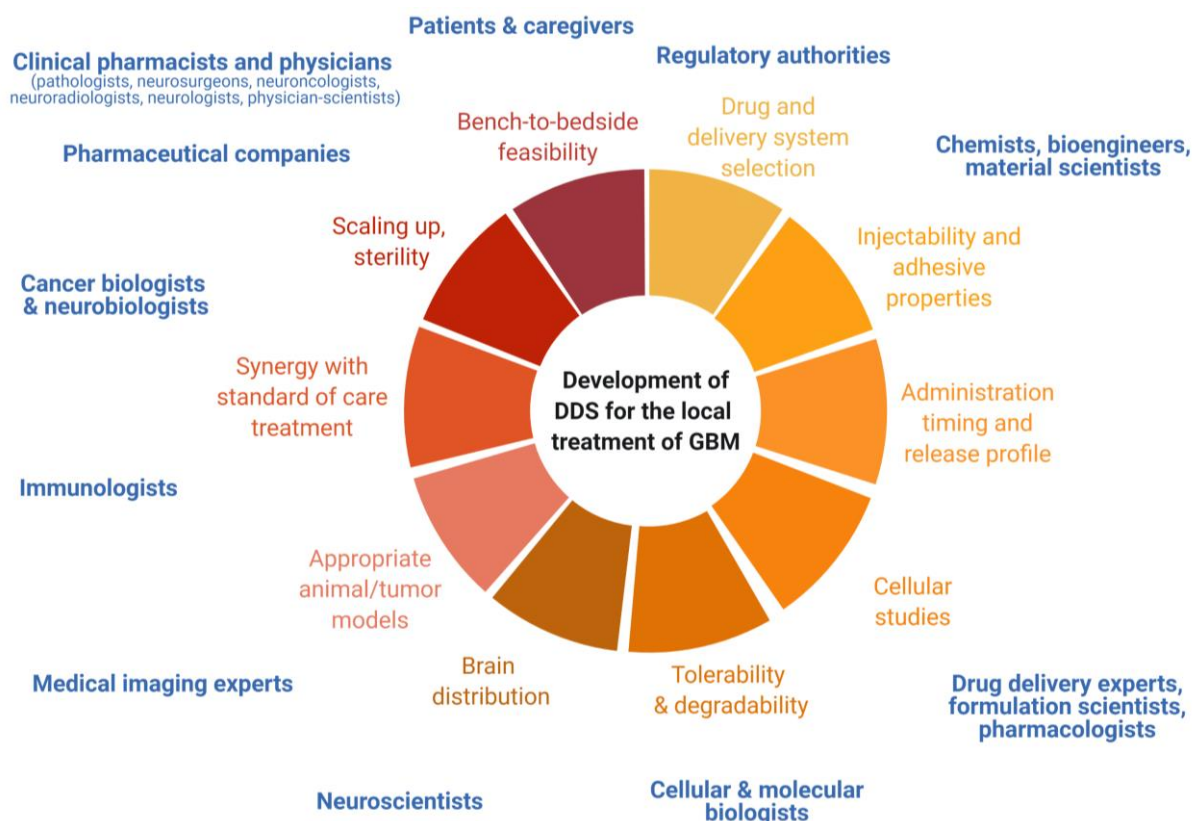 Patients & caregivers
Clinical pharmacists and physicians
(pathologists, neurosurgeons, neuroncologists,
neuroradiologists, neurologists, physician-scientists)
Regulatory authorities
Pharmaceutical companies
Bench-to-bedside
feasibility
Drug and
delivery system
selection
Chemists, bioengineers,
material scientists
Scaling up,
sterility
Injectability and
adhesive
properties
Cancer biologists
& neurobiologists
Synergy with
standard of care
treatment
Development of
DDS for the local
treatment of GBM
Administration
timing and
release profile
Immunologists
Appropriate
animal/tumor
models
Cellular
studies
Medical imaging experts
Brain
distribution
Tolerability
& degradability
Drug delivery experts,
formulation scientists,
pharmacologists
Neuroscientists
Cellular & molecular
biologists